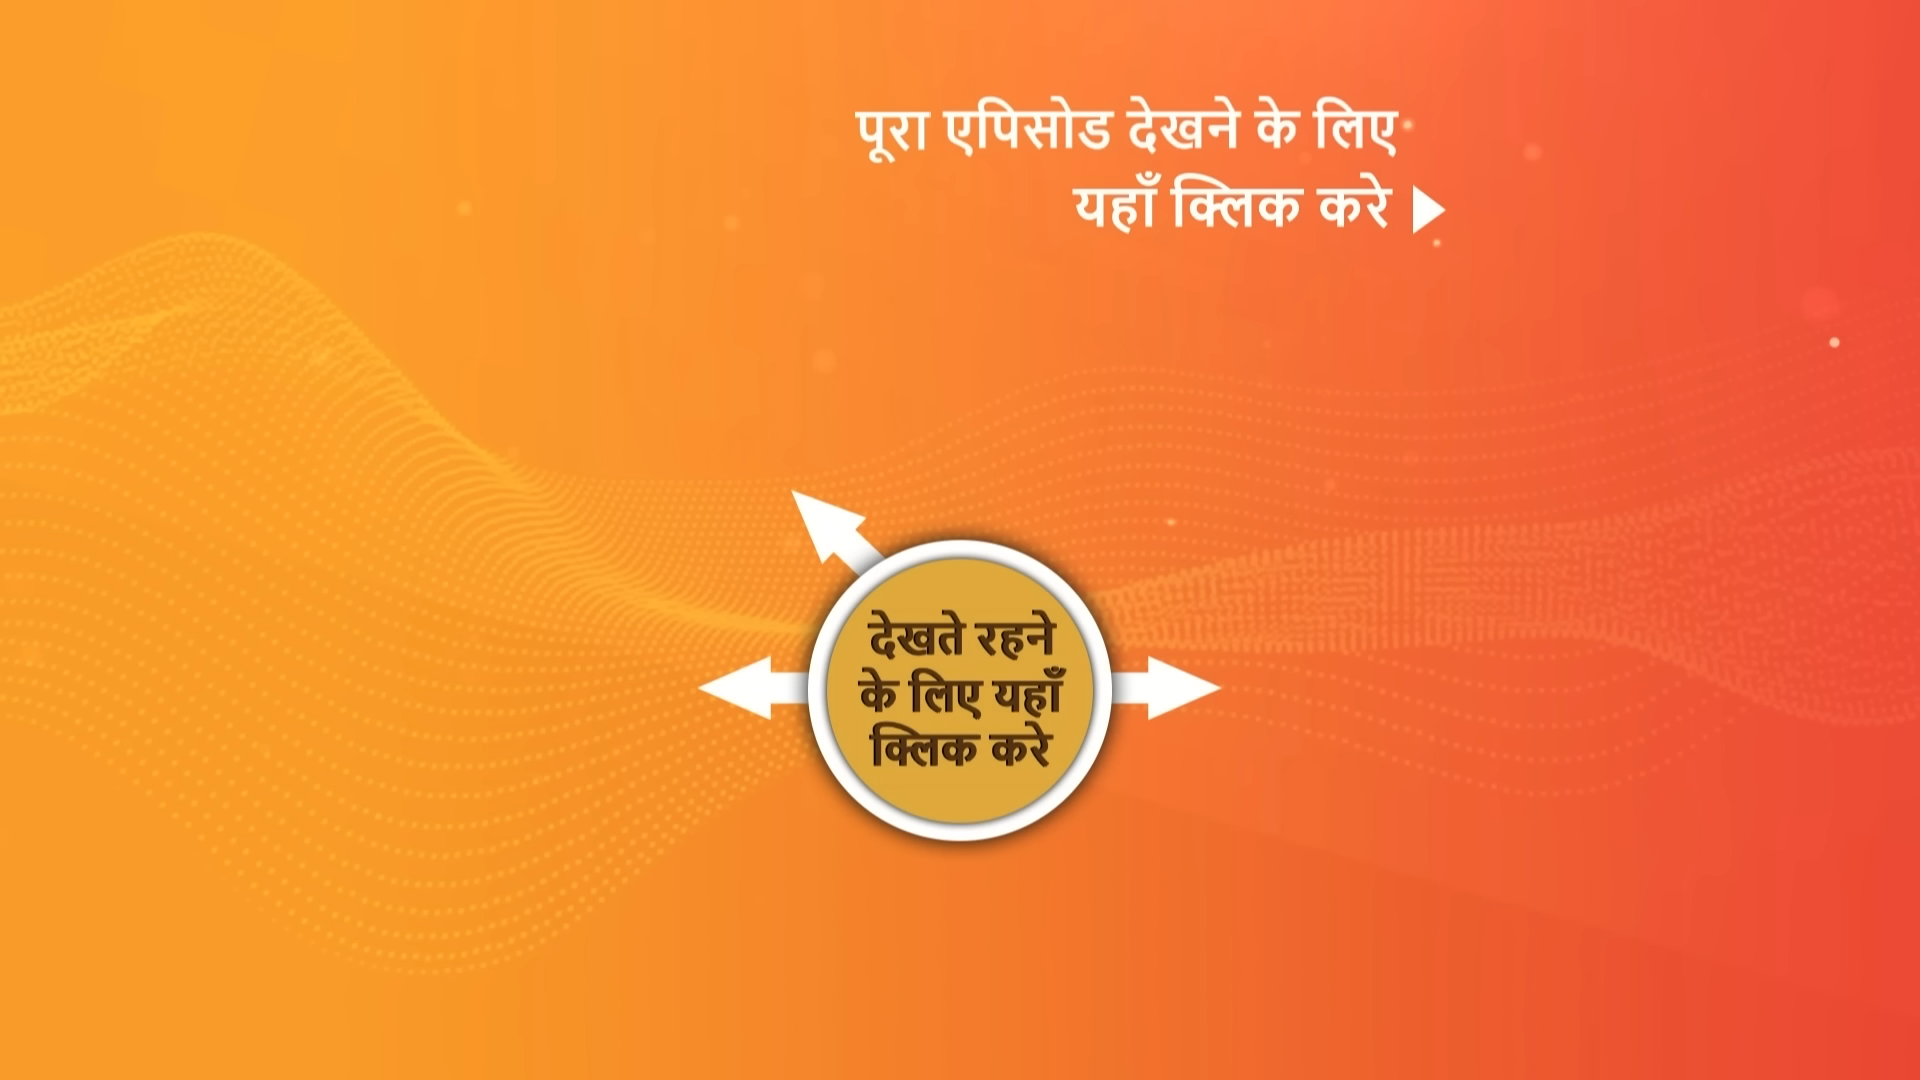 पूरा एपिसोड देखने के लिए
यहाँ क्लिक करे
देखते रहने
के लिए यहाँ
क्लिक करे